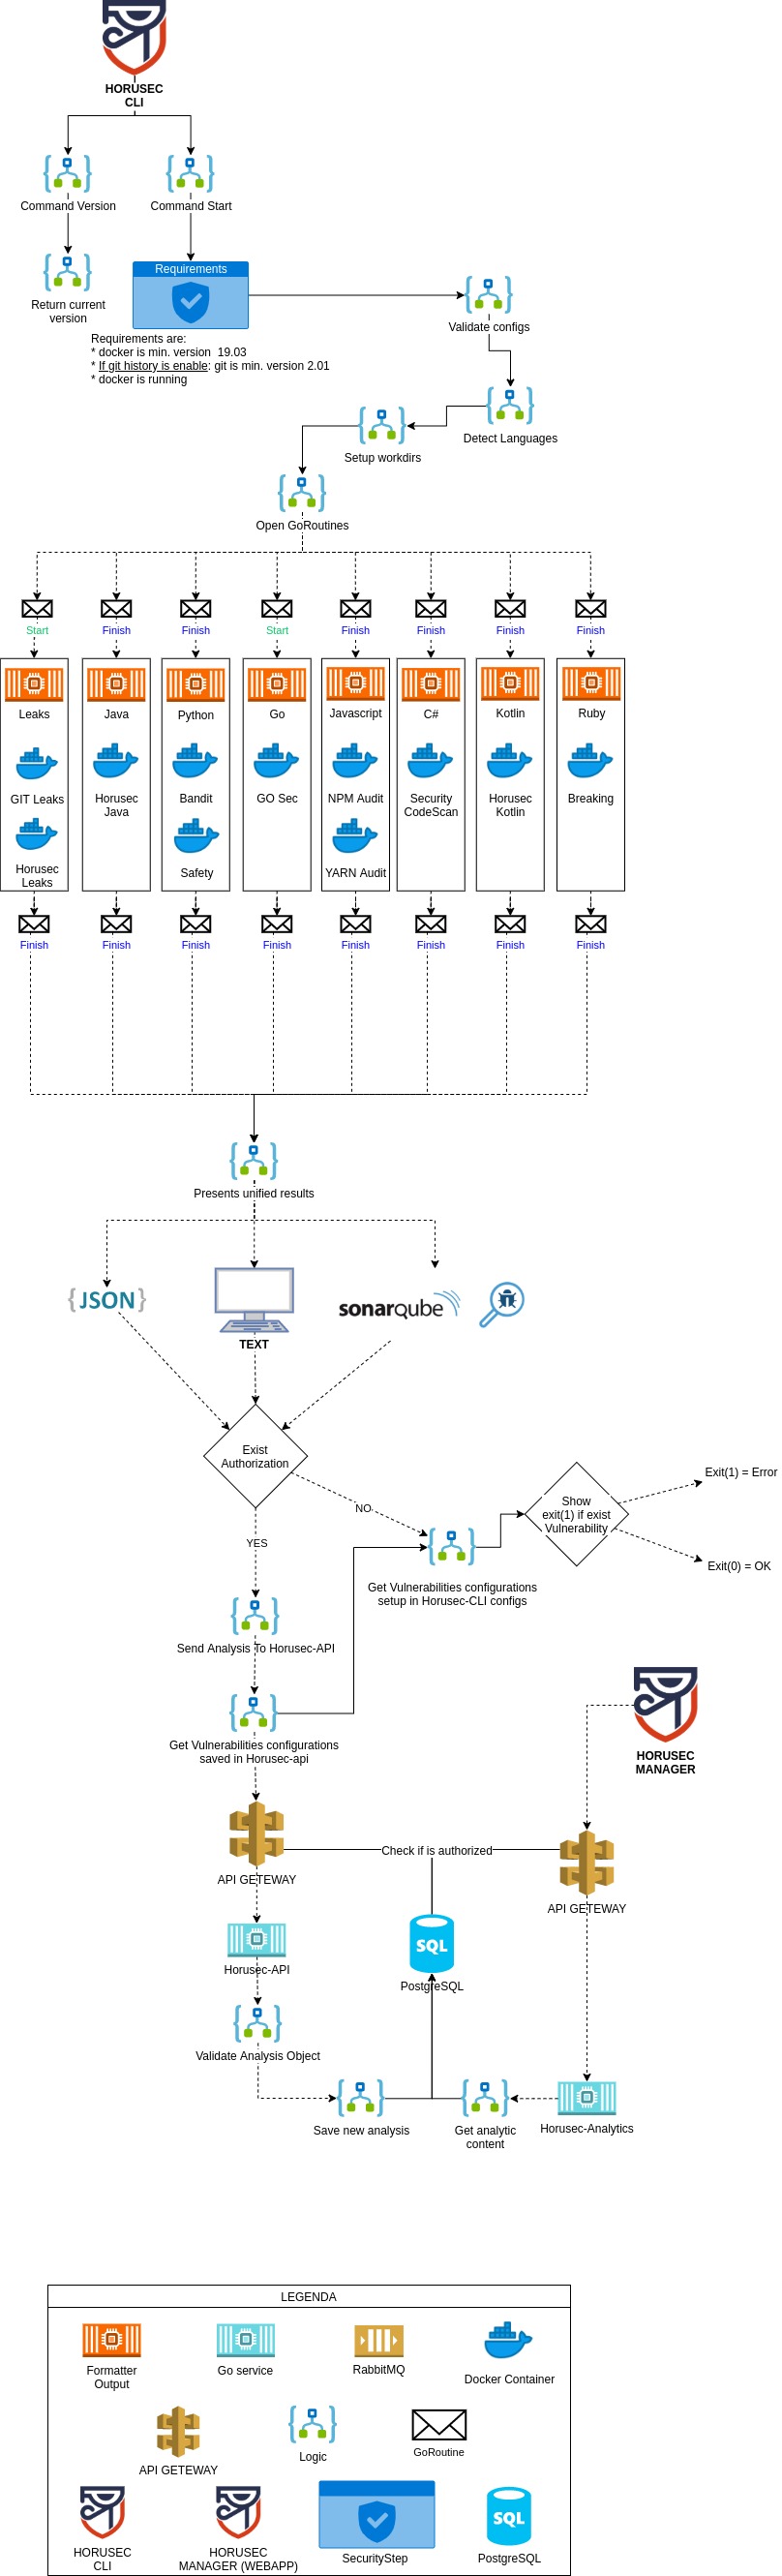 HORUSEC
CLI
Command Version
Command Start
Return current
version
Requirements
Requirements are:
* docker is min. version 19.03
* If git history is enable: git is min. version 2.01
* docker is running
Validate configs
Detect Languages
Setup workdirs
Open GoRoutines
Start
Finish
Finish
Start
Finish
Finish
Finish
Finish
Leaks
Java
Python
Go
Javascript
C#
Kotlin
Ruby
GIT Leaks
Horusec
Java
Bandit
GO Sec
NPM Audit
Security
CodeScan
Horusec
Kotlin
Breaking
Horusec
Leaks
Safety
YARN Audit
Finish
Finish
Finish
Finish
Finish
Finish
Finish
Finish
Presents unified results
{JSON}
TEXT
sonarqube
Exist
Authorization
NO
YES
Show
exit(1) if exist
Vulnerability
Exit(1) = Error
Exit(0) = OK
Get Vulnerabilities configurations
setup in Horusec-CLI configs
Send Analysis To Horusec-API
Get Vulnerabilities configurations
saved in Horusec-api
HORUSEC
MANAGER
API GETEWAY
Check if is authorized
API GETEWAY
Horusec-API
SQL
PostgreSQL
Validate Analysis Object
Save new analysis
Get analytic
content
Horusec-Analytics
LEGENDA
Formatter
Output
Go service
RabbitMQ
Docker Container
API GETEWAY
Logic
GoRoutine
HORUSEC
CLI
HORUSEC
MANAGER (WEBAPP)
SecurityStep
SQL
PostgreSQL